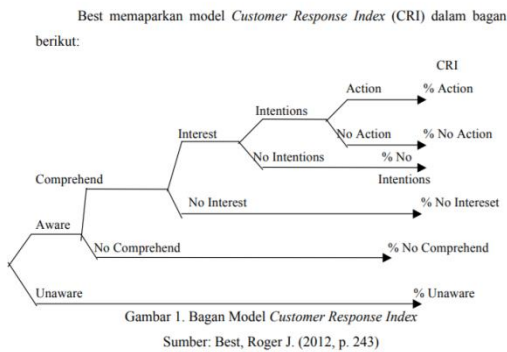 Best memaparkan model Customer Response Index (CRI) dalam bagan
berikut:
CRI
Action % Action
Intentions
No Action % No Action
Interest
No Intentions % No
Intentions
Comprehend
No Interest % No Intereset
Aware
No Comprehend % No Comprehend
Unaware % Unaware
Gambar 1. Bagan Model Customer Response Index
Sumber: Best, Roger J. (2012, p. 243)